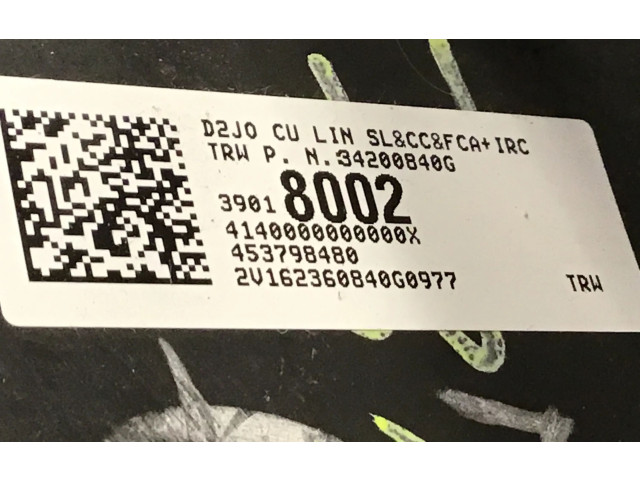 D2JO CU LIN SL&CC&FCA+IRC
TRW P. N.34200840G
3901 8002
4140000000000X
453798480
2V162360840G0977
TRW